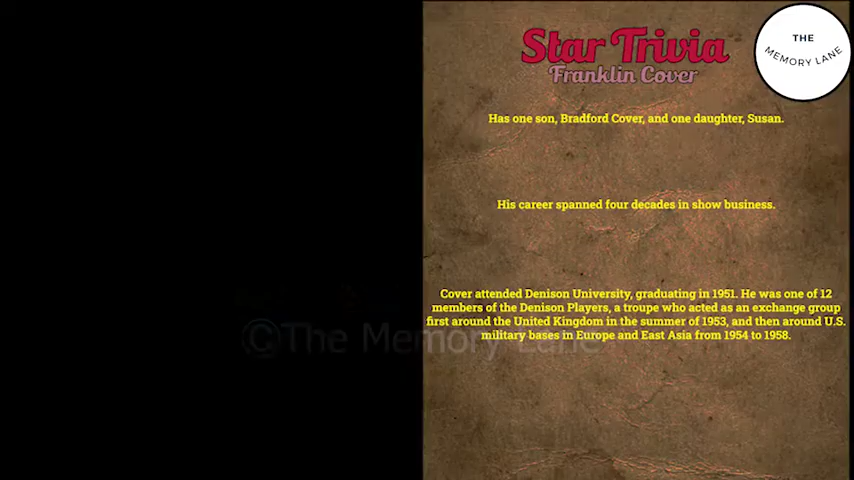 Star Trivia
Franklin Cover
THE
MEMORY LANE
Has one son, Bradford Cover, and one daughter, Susan.
His career spanned four decades in show business.
Cover attended Denison University, graduating in 1951. He was one of 12
members of the Denison Players, a troupe who acted as an exchange group
first around the United Kingdom in the summer of 1953, and then around U.S.
military bases in Europe and East Asia from 1954 to 1958.
©The Memory Lane